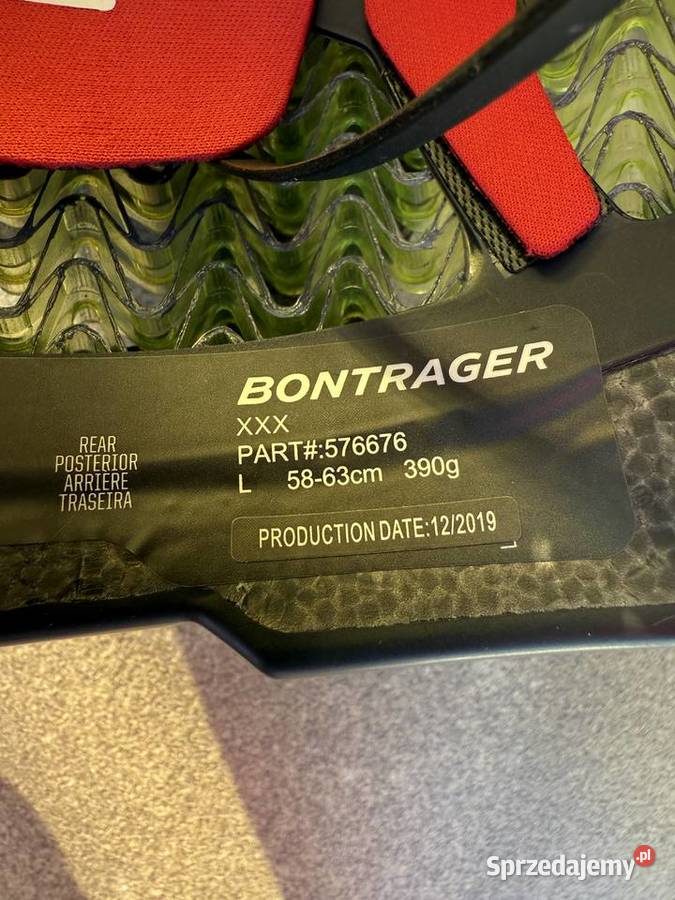 BONTRAGER
XXX
PART#:576676
L 58-63cm 390g
PRODUCTION DATE:12/2019
REAR
POSTERIOR
ARRIERE
TRASEIRA
Sprzedajemy.pl